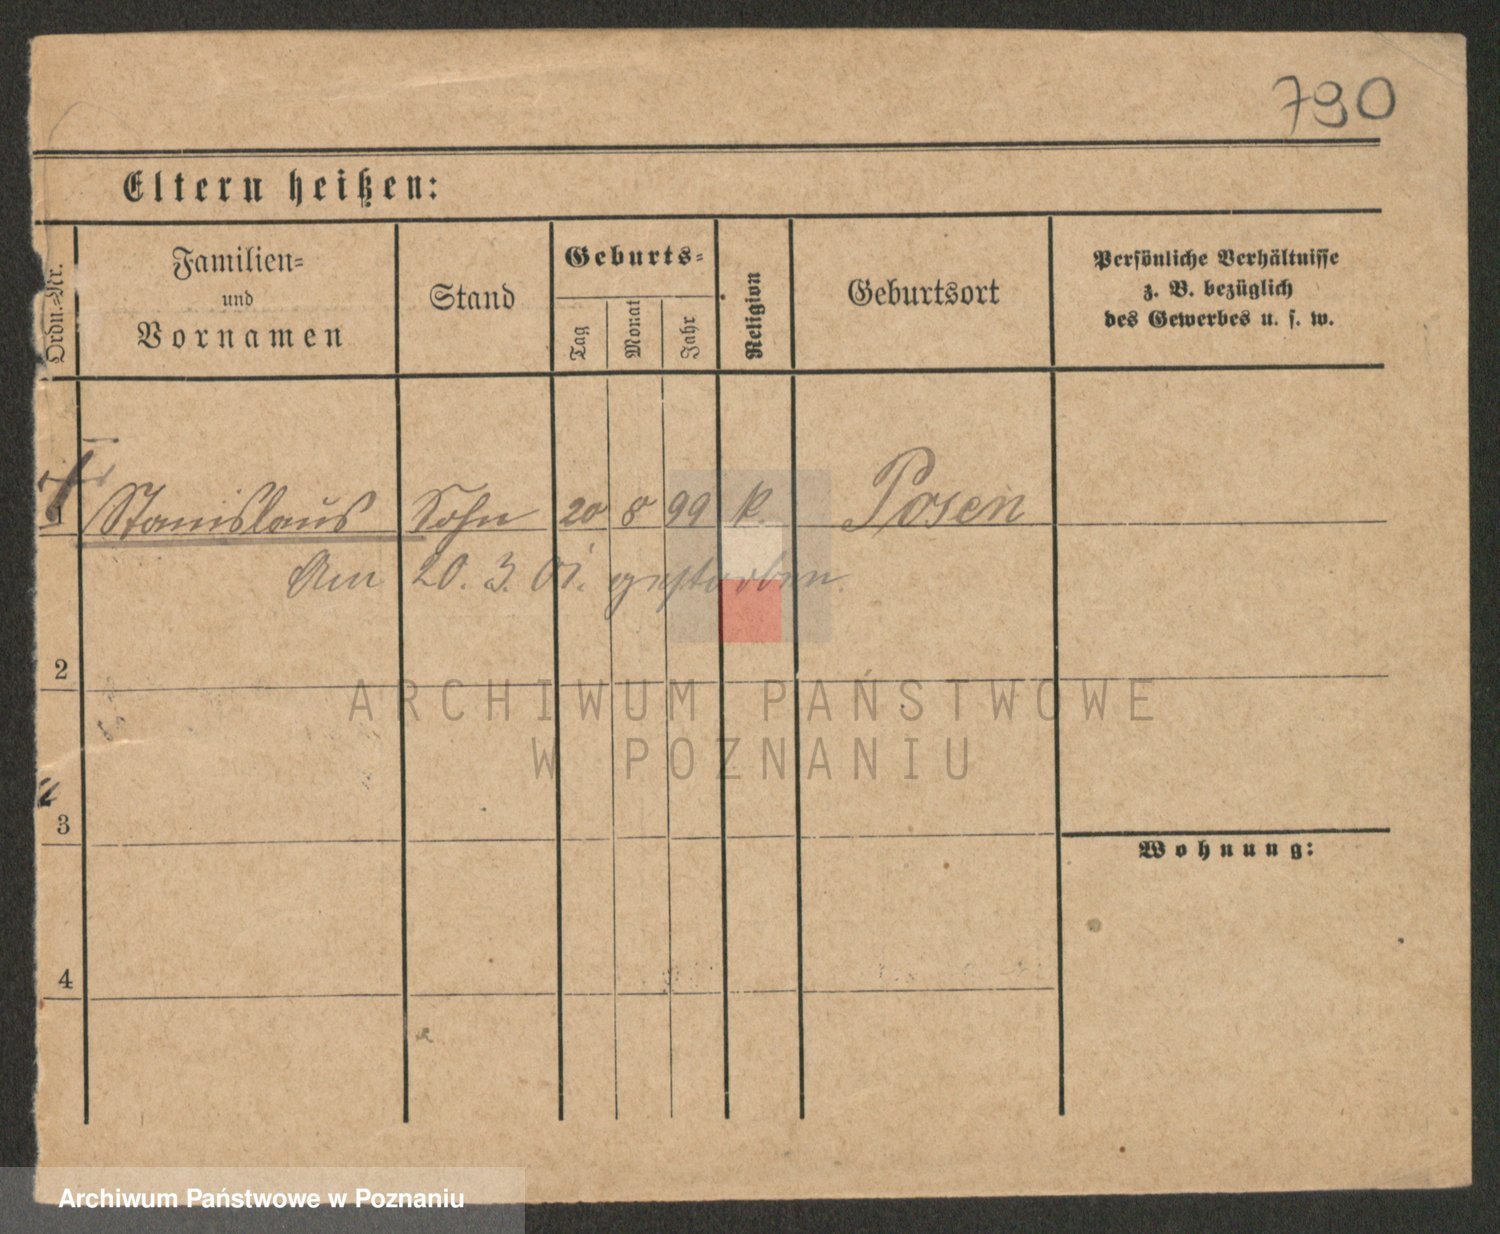 790
Eltern heißen:
Ordn.-Nr.
Familien-
und
Vornamen
Stand
Geburts-
Tag
Monat
Jahr
Religion
Geburtsort
Persönliche Verhältnisse
z. B. bezüglich
des Gewerbes u. s. w.
1 Stanislaus Sohn 20 8 99 k. Posen
Am 20. 3. 01. gestorben.
2
ARCHIWUM PAŃSTWOWE
W POZNANIU
3
Wohnung:
4
Archiwum Państwowe w Poznaniu